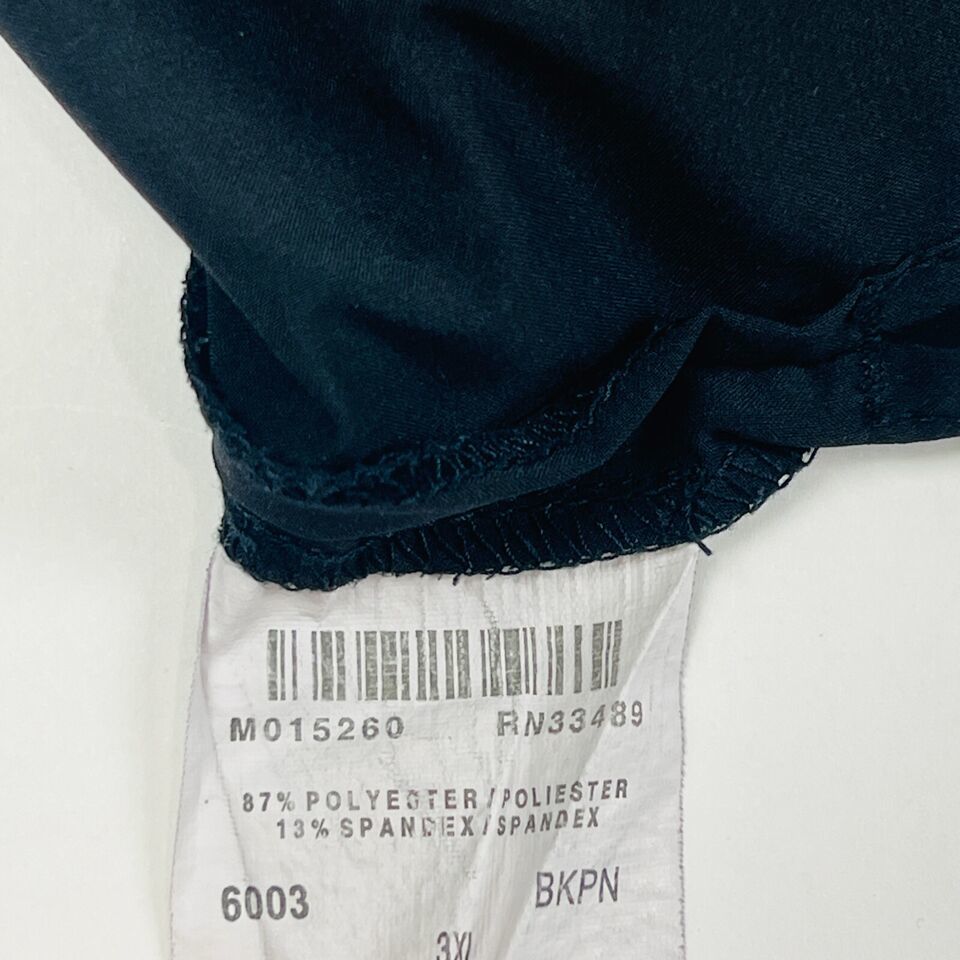 M015260 RN33489
87% POLYESTER / POLIESTER
13% SPANDEX / SPANDEX
6003 BKPN
3XL